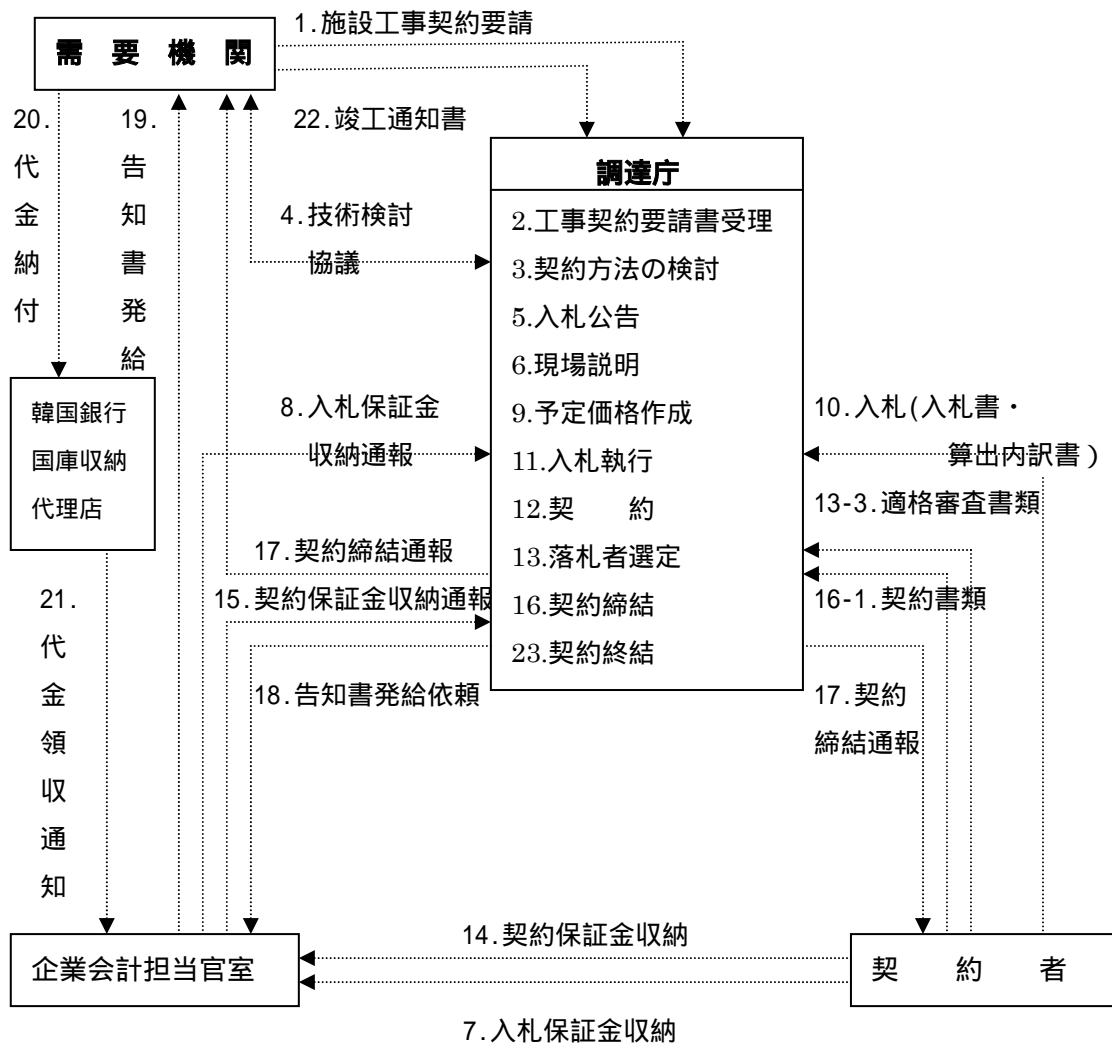 1.施設工事契約要請
需要機関
20.
代金納付
19.
告知書発給
22.竣工通知書
調達庁
4.技術検討
協議
2.工事契約要請書受理
3.契約方法の検討
5.入札公告
6.現場説明
9.予定価格作成
11.入札執行
12.契　約
13.落札者選定
16.契約締結
23.契約終結
韓国銀行
国庫収納
代理店
8.入札保証金
収納通報
10.入札(入札書・
算出内訳書)
13-3.適格審査書類
17.契約締結通報
15.契約保証金収納通報
16-1.契約書類
21.
代金領収通知
18.告知書発給依頼
17.契約
締結通報
14.契約保証金収納
企業会計担当官室
契　約　者
7.入札保証金収納